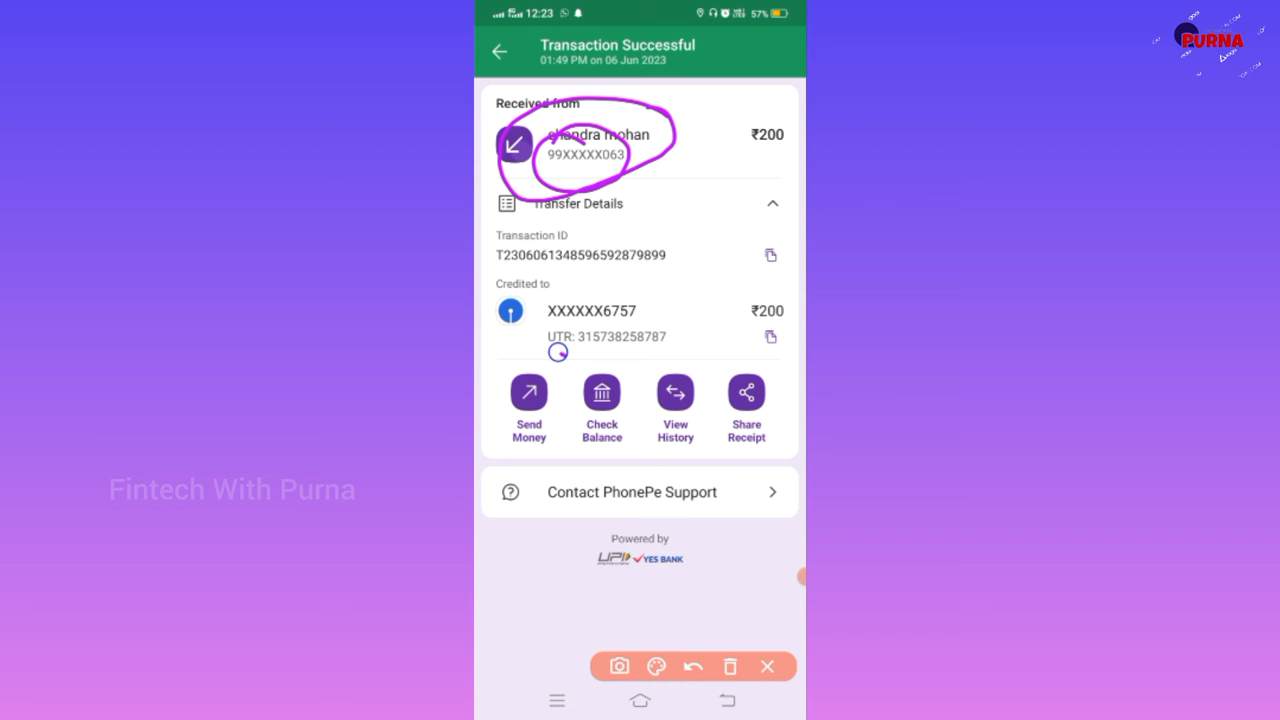 12:23
57%
Transaction Successful
01:49 PM on 06 Jun 2023
PURNA
Received from
chandra mohan
₹200
99XXXXX063
Transfer Details
Transaction ID
T2306061348596592879899
Credited to
XXXXXX6757
₹200
UTR: 315738258787
Send Money
Check Balance
View History
Share Receipt
Fintech With Purna
Contact PhonePe Support
Powered by
UPI YES BANK